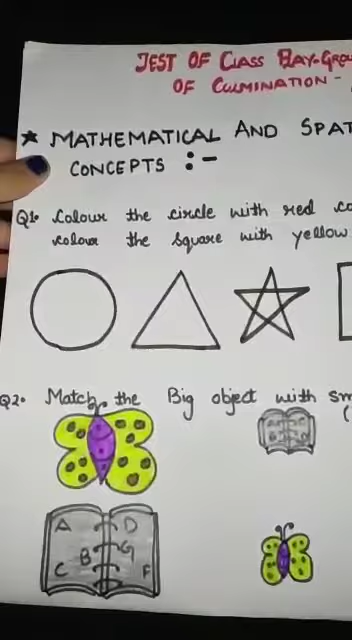 TEST OF CLASS PLAY-GROU
OF CULMINATION -
★ MATHEMATICAL AND SPAT
CONCEPTS :-
Q1. Colour the circle with red co
colour the square with yellow
Q2. Match the Big object with sm
(
A D
B G
C F